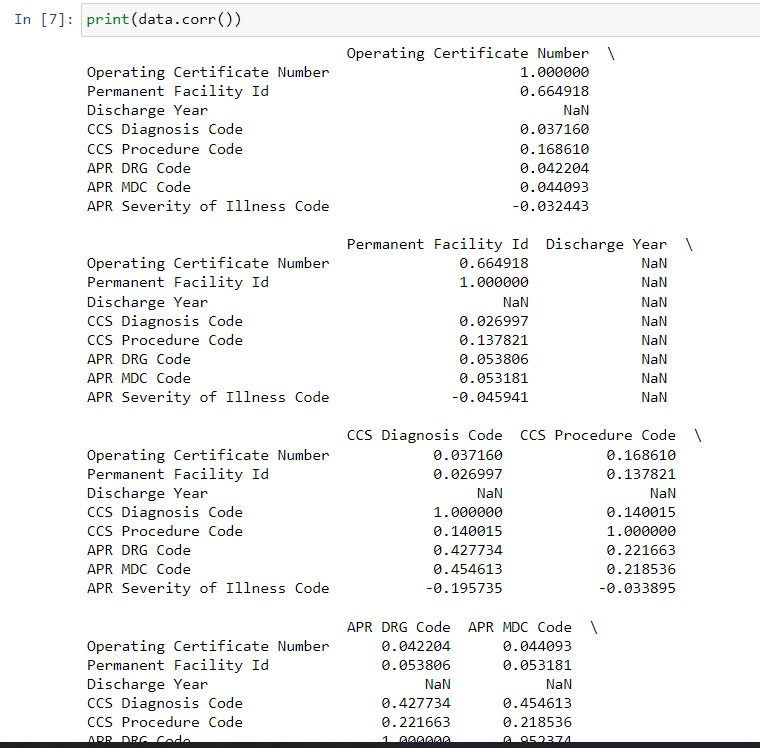 In [7]: print(data.corr())
Operating Certificate Number \
Operating Certificate Number 1.000000
Permanent Facility Id 0.664918
Discharge Year NaN
CCS Diagnosis Code 0.037160
CCS Procedure Code 0.168610
APR DRG Code 0.042204
APR MDC Code 0.044093
APR Severity of Illness Code -0.032443
Permanent Facility Id Discharge Year \
Operating Certificate Number 0.664918 NaN
Permanent Facility Id 1.000000 NaN
Discharge Year NaN NaN
CCS Diagnosis Code 0.026997 NaN
CCS Procedure Code 0.137821 NaN
APR DRG Code 0.053806 NaN
APR MDC Code 0.053181 NaN
APR Severity of Illness Code -0.045941 NaN
CCS Diagnosis Code CCS Procedure Code \
Operating Certificate Number 0.037160 0.168610
Permanent Facility Id 0.026997 0.137821
Discharge Year NaN NaN
CCS Diagnosis Code 1.000000 0.140015
CCS Procedure Code 0.140015 1.000000
APR DRG Code 0.427734 0.221663
APR MDC Code 0.454613 0.218536
APR Severity of Illness Code -0.195735 -0.033895
APR DRG Code APR MDC Code \
Operating Certificate Number 0.042204 0.044093
Permanent Facility Id 0.053806 0.053181
Discharge Year NaN NaN
CCS Diagnosis Code 0.427734 0.454613
CCS Procedure Code 0.221663 0.218536
APR DRG Code 1.000000 0.952374